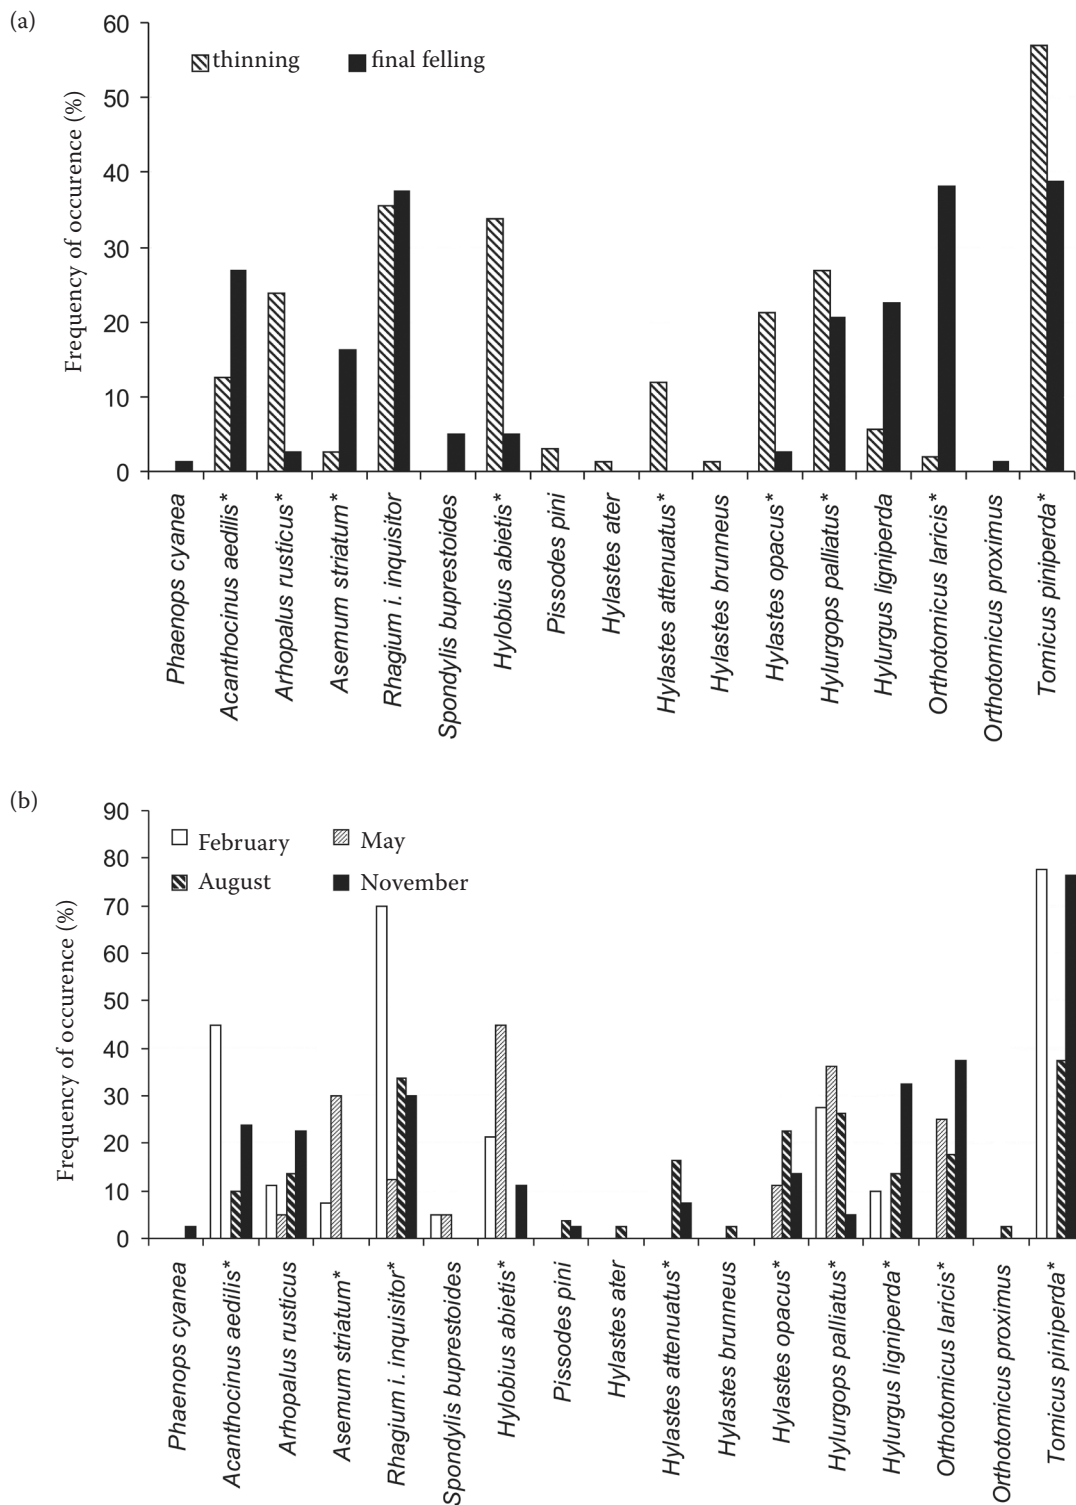 (a)
60
50
40
30
20
10
0
Frequency of occurence (%)
thinning
final felling
Phaenops cyanea
Acanthocinus aedilis*
Arhopalus rusticus*
Asemum striatum*
Rhagium i. inquisitor
Spondylis buprestoides
Hylobius abietis*
Pissodes pini
Hylastes ater
Hylastes attenuatus*
Hylastes brunneus
Hylastes opacus*
Hylurgops palliatus*
Hylurgus ligniperda
Orthotomicus laricis*
Orthotomicus proximus
Tomicus piniperda*
(b)
90
80
70
60
50
40
30
20
10
0
Frequency of occurence (%)
February
May
August
November
Phaenops cyanea
Acanthocinus aedilis*
Arhopalus rusticus
Asemum striatum*
Rhagium i. inquisitor*
Spondylis buprestoides
Hylobius abietis*
Pissodes pini
Hylastes ater
Hylastes attenuatus*
Hylastes brunneus
Hylastes opacus*
Hylurgops palliatus*
Hylurgus ligniperda*
Orthotomicus laricis*
Orthotomicus proximus
Tonicus piniperda*